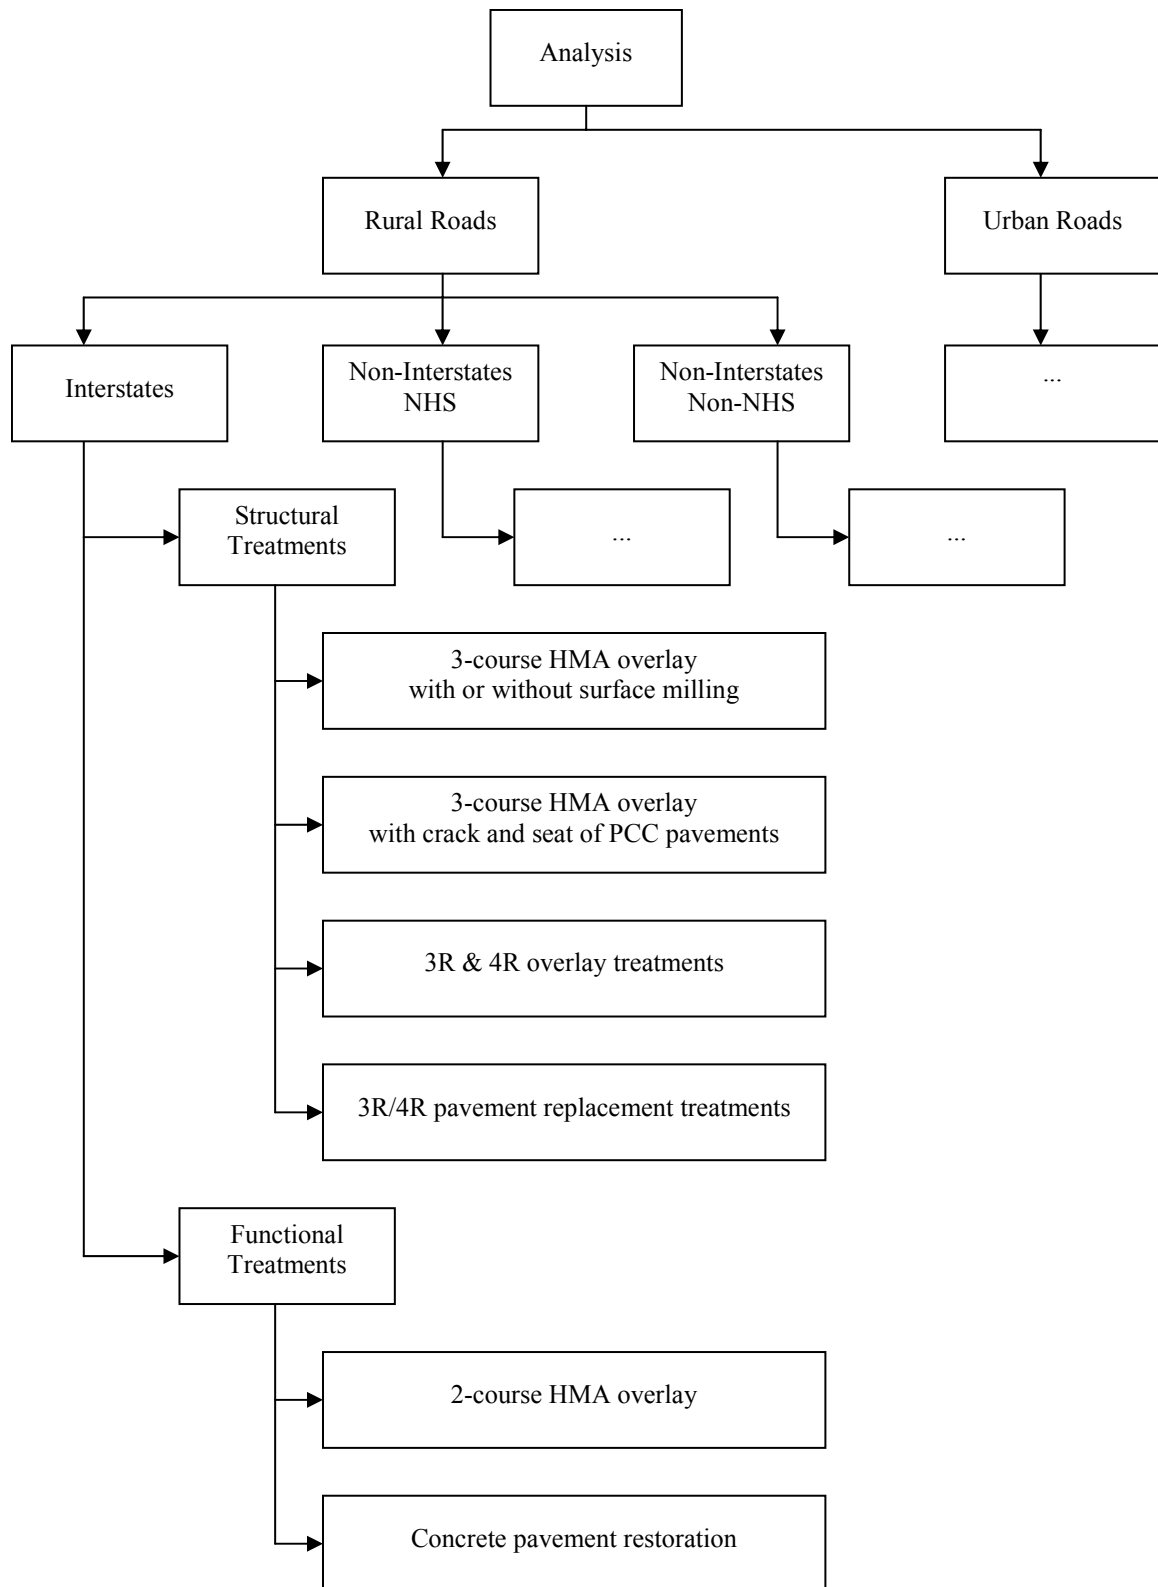 Analysis
Rural Roads
Urban Roads
Interstates
Non-Interstates
NHS
Non-Interstates
Non-NHS
...
Structural
Treatments
...
...
3-course HMA overlay
with or without surface milling
3-course HMA overlay
with crack and seat of PCC pavements
3R & 4R overlay treatments
3R/4R pavement replacement treatments
Functional
Treatments
2-course HMA overlay
Concrete pavement restoration